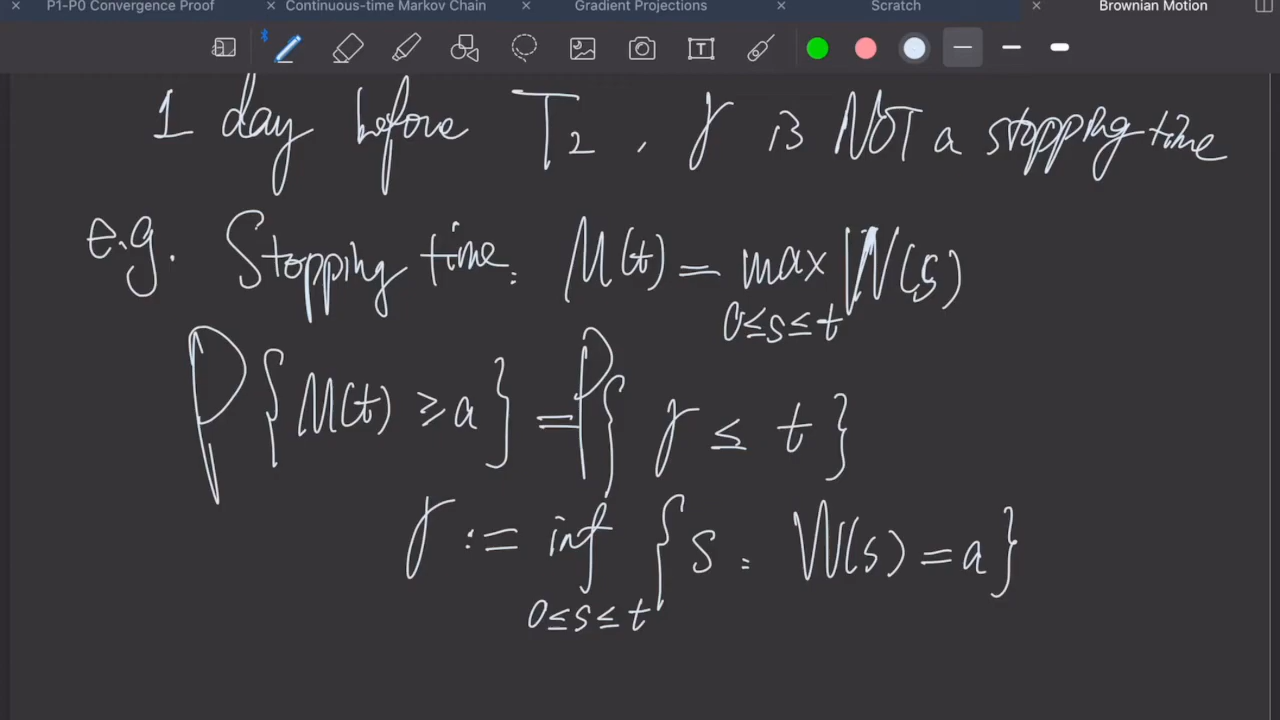 P1-P0 Convergence Proof × Continuous-time Markov Chain × Gradient Projections × Scratch × Brownian Motion
1 day before T₂, γ is NOT a stopping time
e.g. Stopping time: M(t) = max W(s)
0≤s≤t
P{M(t) ≥ a} = P{γ ≤ t}
γ := inf {s : W(s) = a}
0≤s≤t